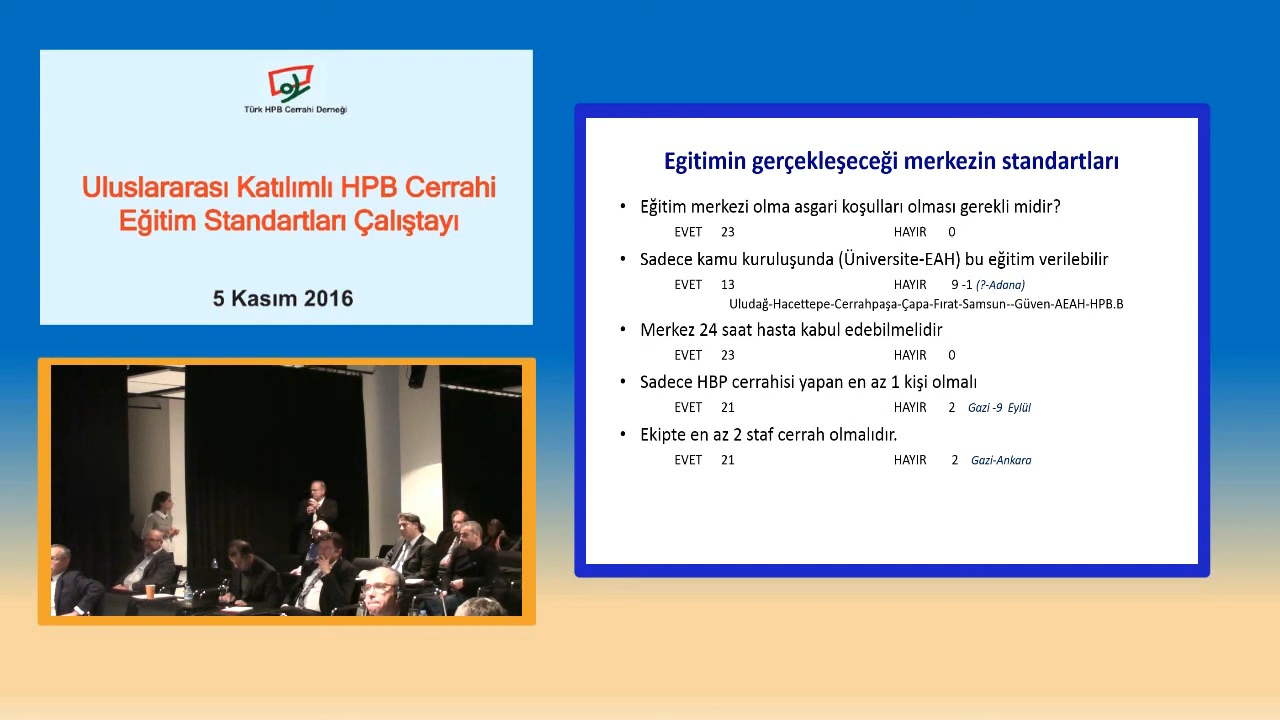 Türk HPB Cerrahi Derneği
Uluslararası Katılımlı HPB Cerrahi
Eğitim Standartları Çalıştayı
5 Kasım 2016
Egitimin gerçekleşeceği merkezin standartları
• Eğitim merkezi olma asgari koşulları olması gerekli midir?
EVET 23 HAYIR 0
• Sadece kamu kuruluşunda (Üniversite-EAH) bu eğitim verilebilir
EVET 13 HAYIR 9 -1 (?-Adana)
Uludağ-Hacettepe-Cerrahpaşa-Çapa-Fırat-Samsun--Güven-AEAH-HPB.B
• Merkez 24 saat hasta kabul edebilmelidir
EVET 23 HAYIR 0
• Sadece HBP cerrahisi yapan en az 1 kişi olmalı
EVET 21 HAYIR 2 Gazi -9 Eylül
• Ekipte en az 2 staf cerrah olmalıdır.
EVET 21 HAYIR 2 Gazi-Ankara